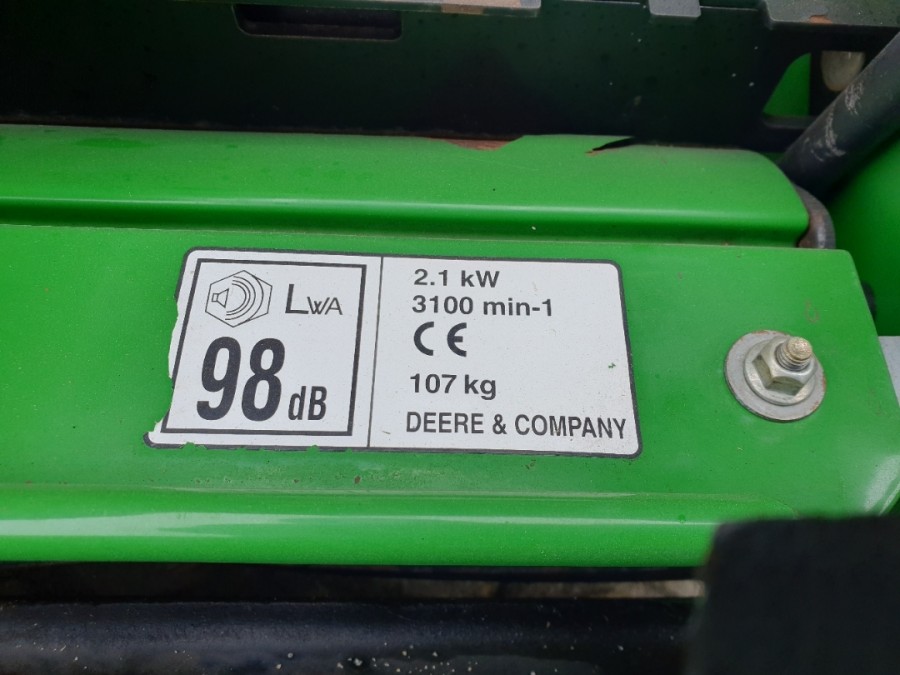 LWA
98 dB
2.1 kW
3100 min-1
CE
107 kg
DEERE & COMPANY